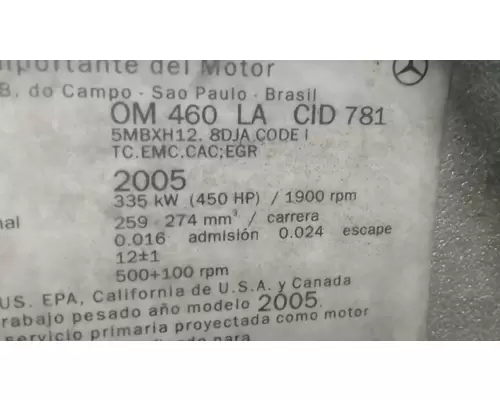 mportante del Motor
B. do Campo - Sao Paulo - Brasil
OM 460 LA CID 781
5MBXH12. 8DJA CODE I
TC.EMC.CAC;EGR
2005
335 kW (450 HP) / 1900 rpm
nal 259 - 274 mm³ / carrera
0.016 admisión 0.024 escape
12±1
500+100 rpm
US. EPA, California de U.S.A. y Canada
rabajo pesado año modelo 2005.
servicio primaria proyectada como motor
para